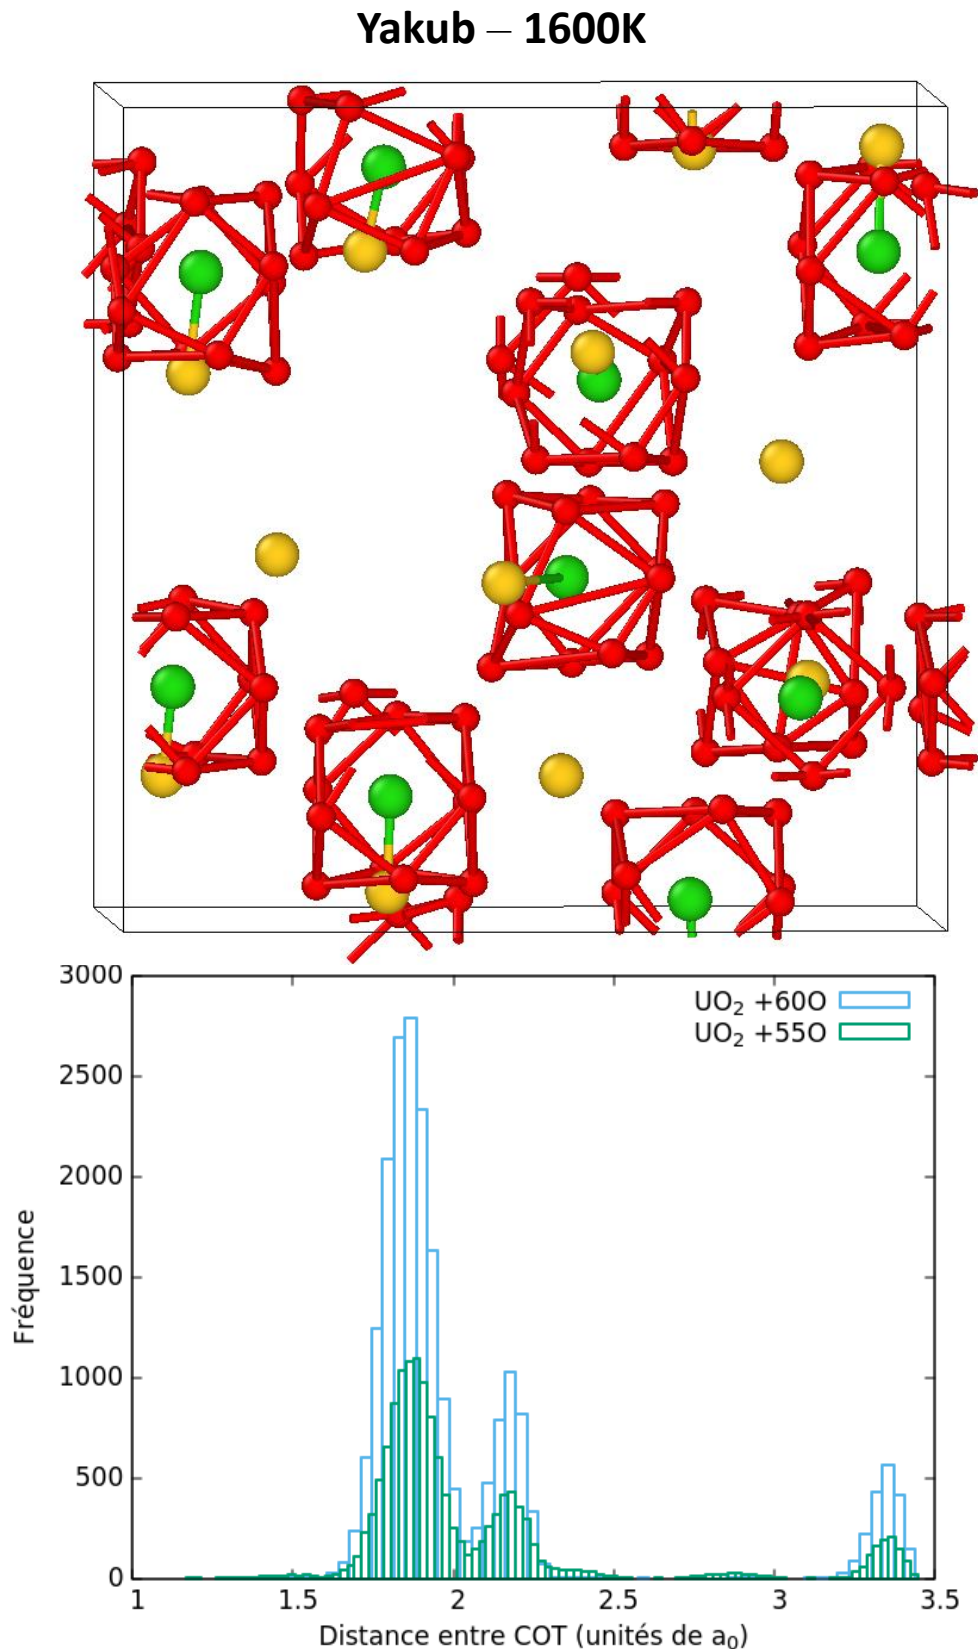 Yakub – 1600K
3000
2500
2000
1500
1000
500
0
Fréquence
UO₂ +60O
UO₂ +55O
1 1.5 2 2.5 3 3.5
Distance entre COT (unités de a₀)